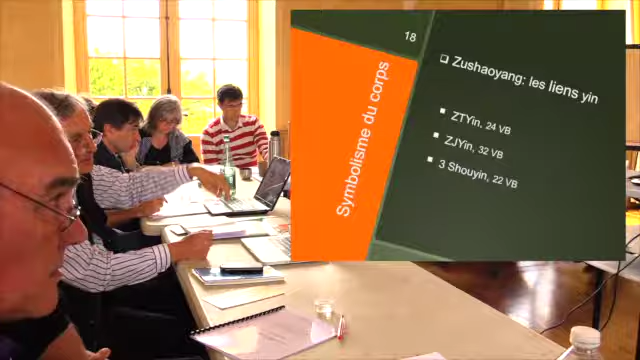 18
Symbolisme du corps
Zushaoyang: les liens yin
ZTYin, 24 VB
ZJYin, 32 VB
3 Shouyin, 22 VB